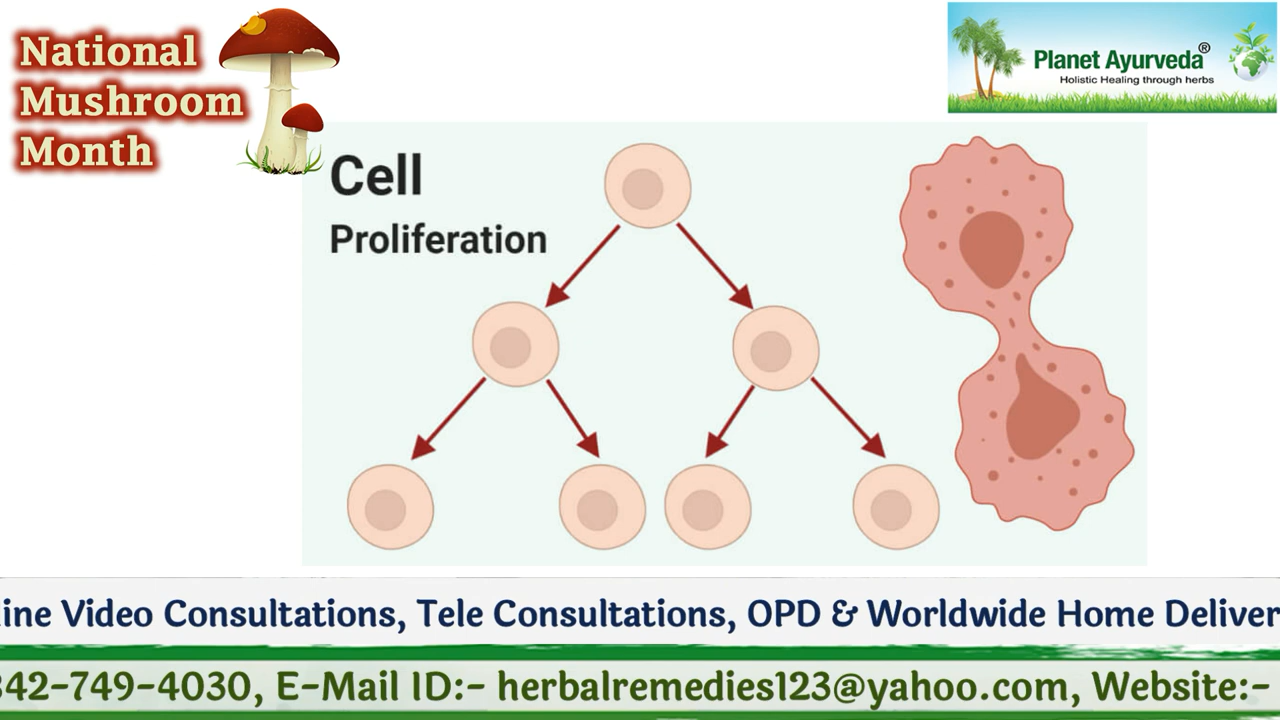 National
Mushroom
Month
Planet Ayurveda®
Holistic Healing through herbs
Cell
Proliferation
ine Video Consultations, Tele Consultations, OPD & Worldwide Home Deliver
342-749-4030, E-Mail ID:- herbalremedies123@yahoo.com, Website:-